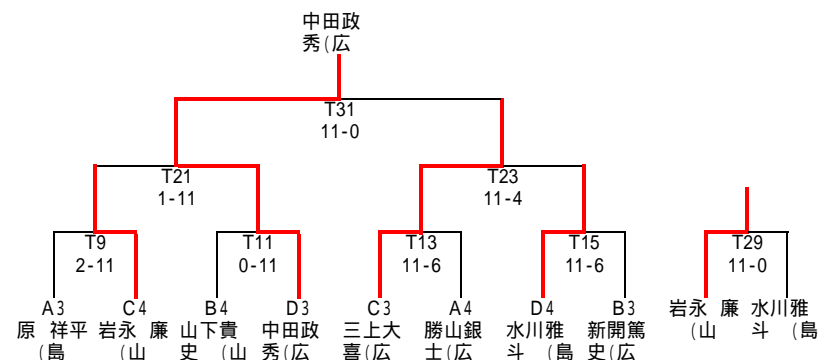 中田政
秀(広
T31
11-0
T21
1-11
T23
11-4
T9
2-11
T11
0-11
T13
11-6
T15
11-6
T29
11-0
A3
原 祥平
(島
C4
岩永 廉
(山
B4
山下貴
史 (山
D3
中田政
秀(広
C3
三上大
喜(広
A4
勝山銀
士(広
D4
水川雅
斗 (島
B3
新開篤
史(広
岩永 廉
(山
水川雅
斗 (島